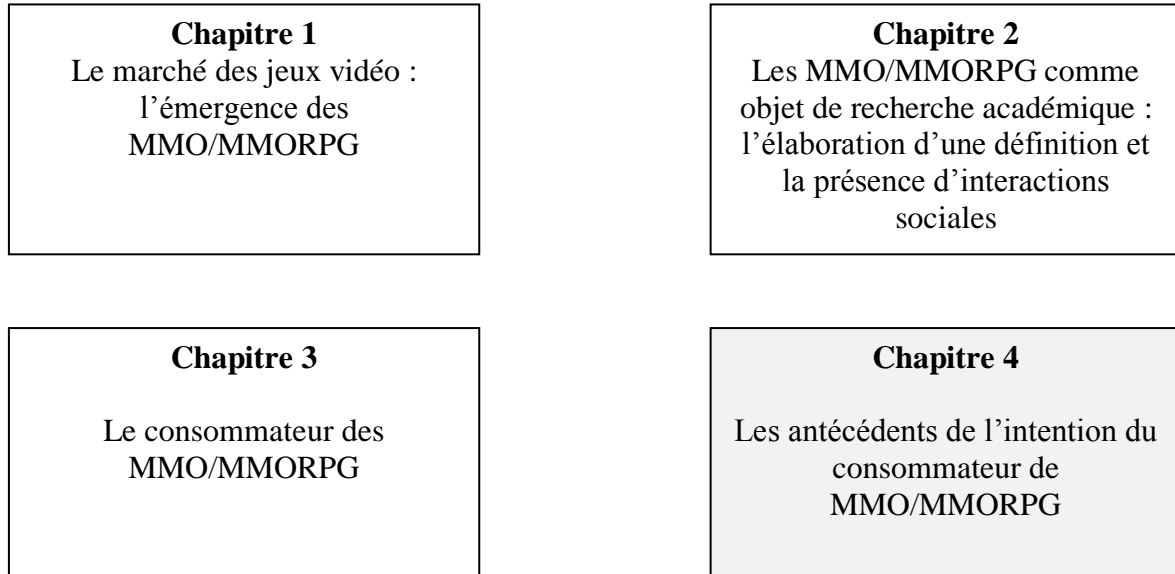 Chapitre 1
Le marché des jeux vidéo :
l’émergence des
MMO/MMORPG
Chapitre 2
Les MMO/MMORPG comme
objet de recherche académique :
l’élaboration d’une définition et
la présence d’interactions
sociales
Chapitre 3
Le consommateur des
MMO/MMORPG
Chapitre 4
Les antécédents de l’intention du
consommateur de
MMO/MMORPG